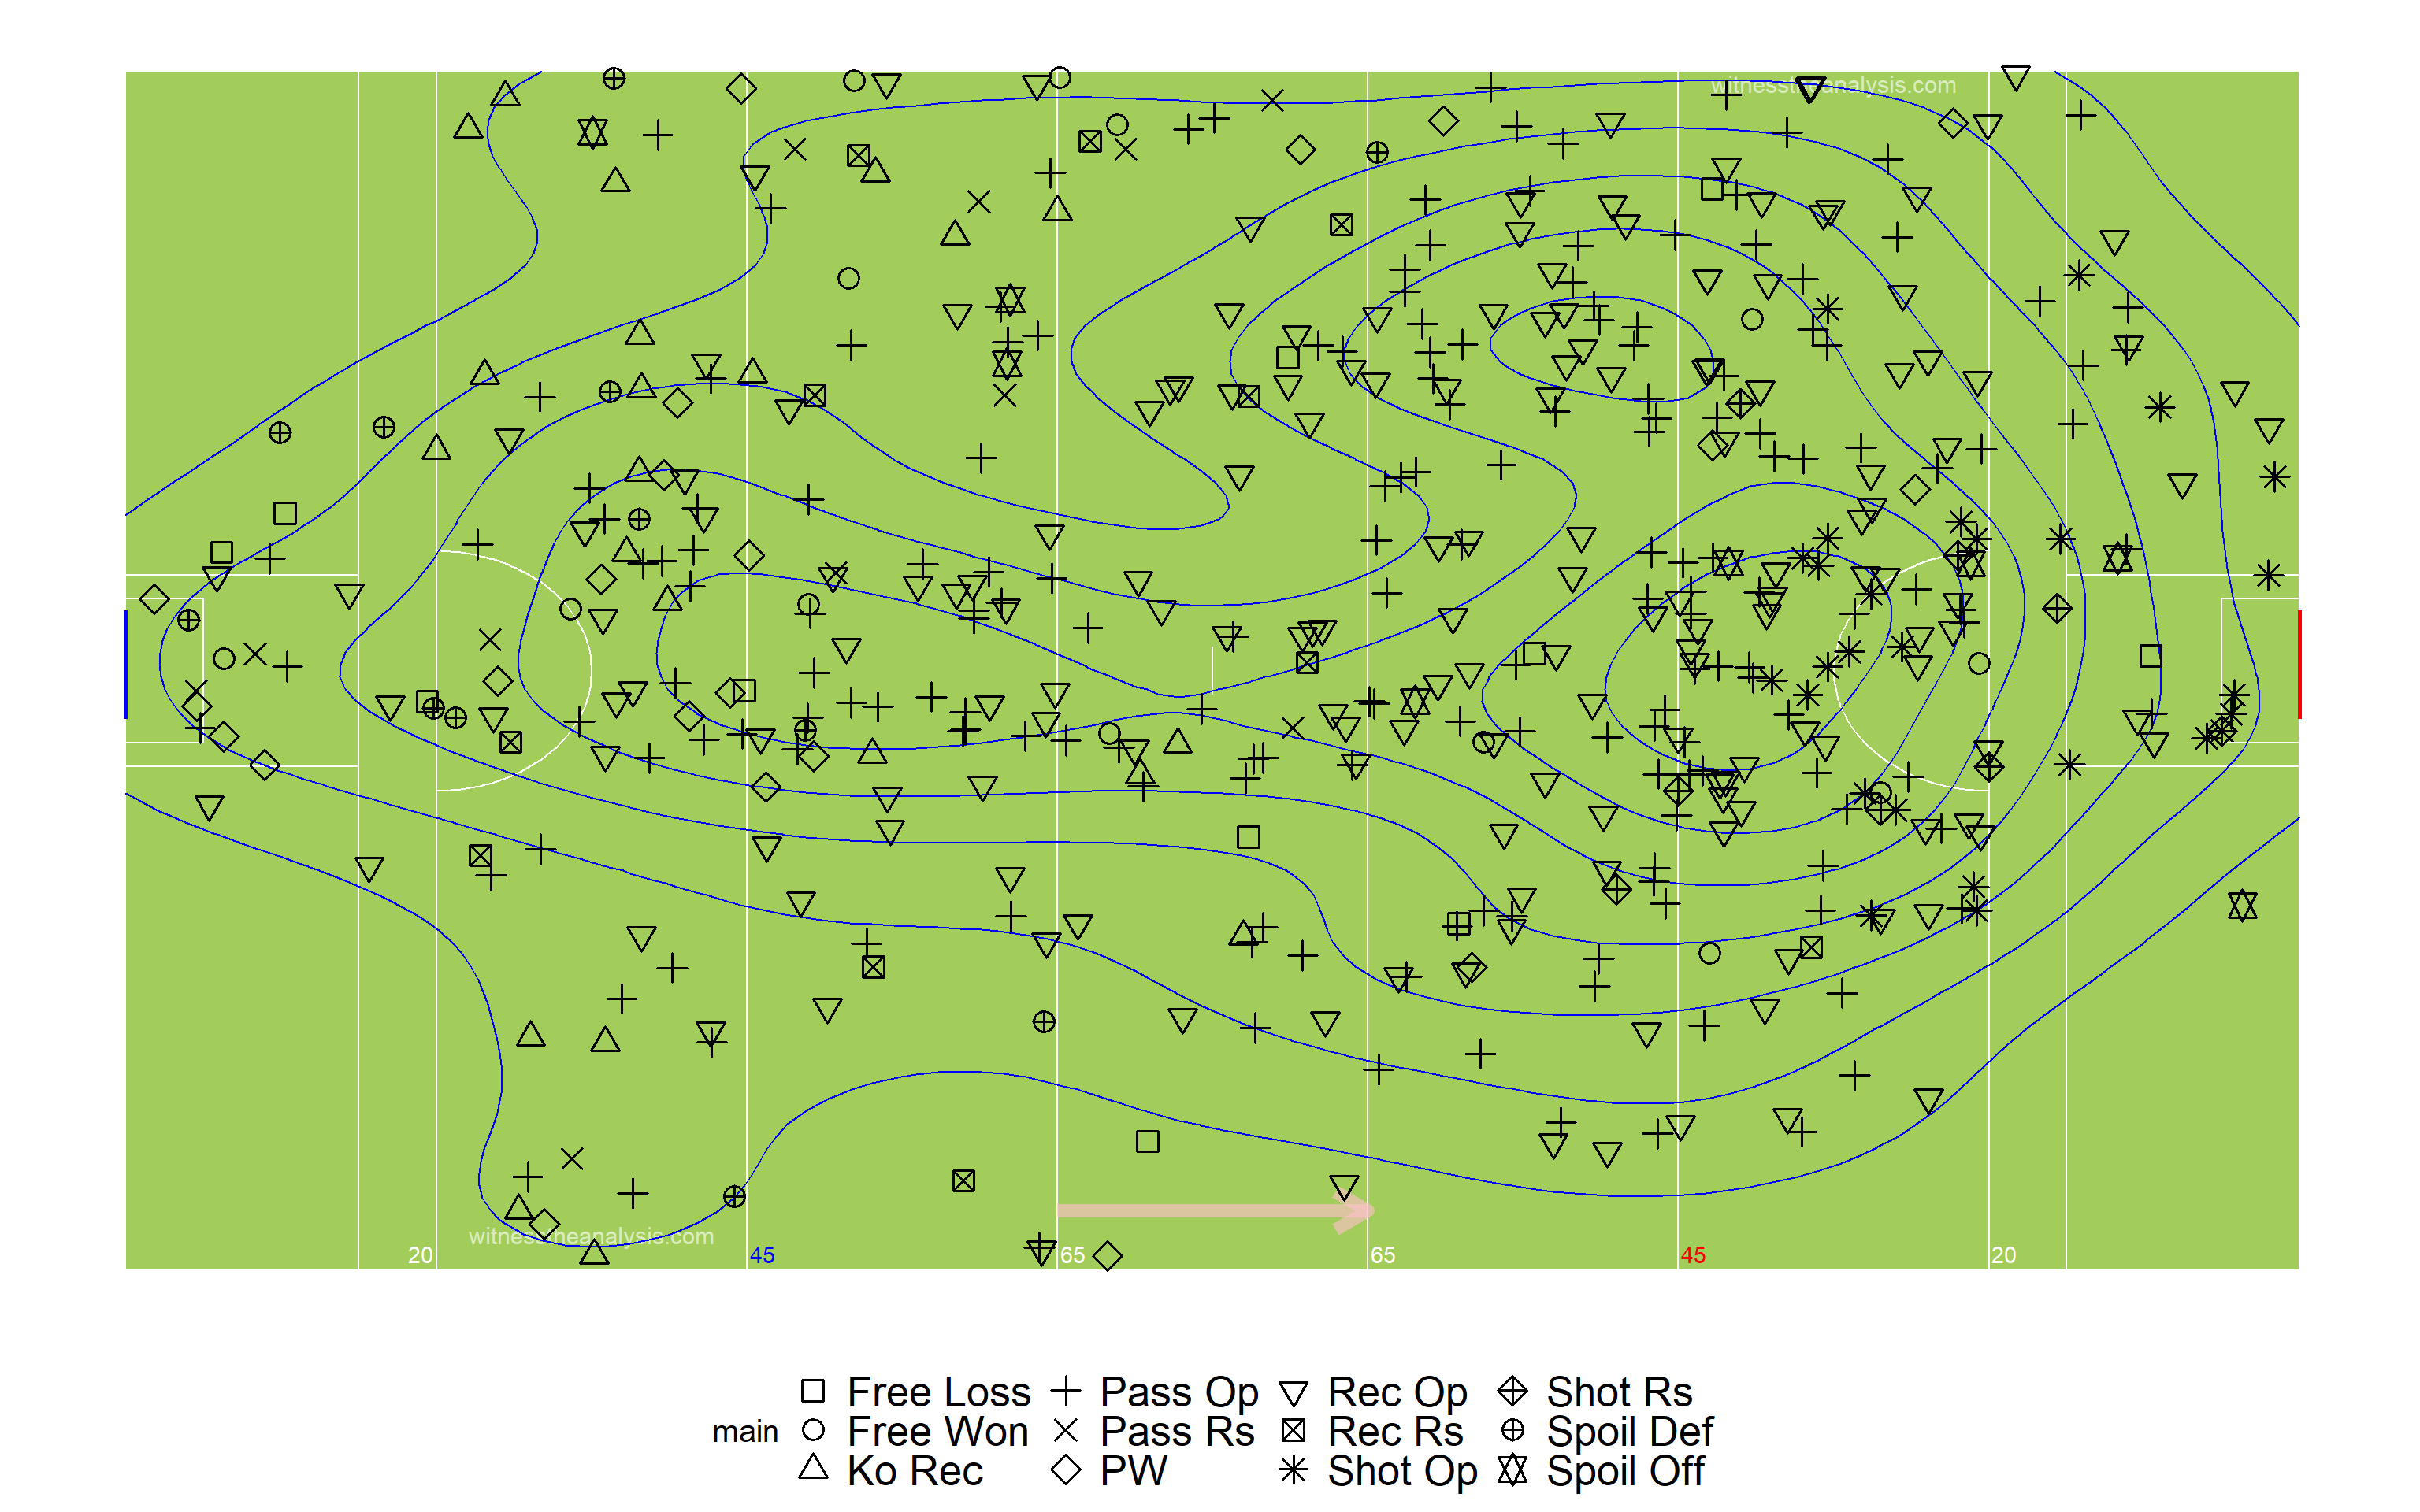 witnesstheanalysis.com
witnesstheanalysis.com
20 45 65 65 45 20
Free Loss Pass Op Rec Op Shot Rs
main Free Won Pass Rs Rec Rs Spoil Def
Ko Rec PW Shot Op Spoil Off